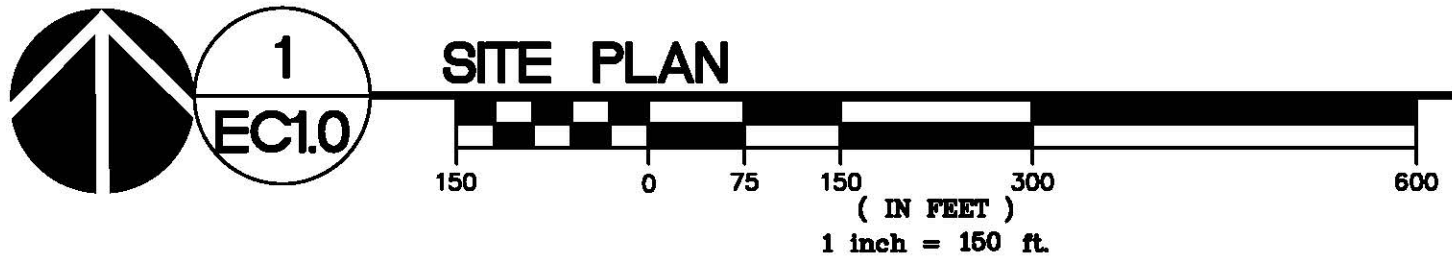 1
EC1.0
SITE PLAN
150 0 75 150 300 600
( IN FEET )
1 inch = 150 ft.